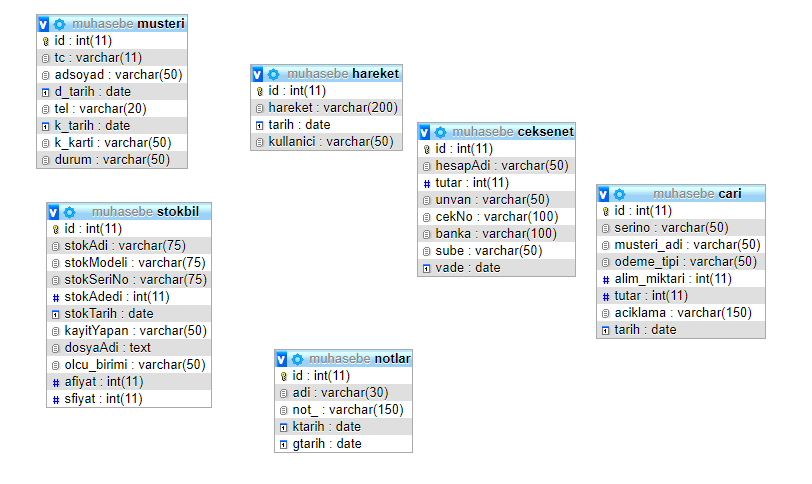 muhasebe musteri
id : int(11)
tc : varchar(11)
adsoyad : varchar(50)
d_tarih : date
tel : varchar(20)
k_tarih : date
k_karti : varchar(50)
durum : varchar(50)
muhasebe hareket
id : int(11)
hareket : varchar(200)
tarih : date
kullanici : varchar(50)
muhasebe ceksenet
id : int(11)
hesapAdi : varchar(50)
tutar : int(11)
unvan : varchar(50)
cekNo : varchar(100)
banka : varchar(100)
sube : varchar(50)
vade : date
muhasebe cari
id : int(11)
serino : varchar(50)
musteri_adi : varchar(50)
odeme_tipi : varchar(50)
alim_miktari : int(11)
tutar : int(11)
aciklama : varchar(150)
tarih : date
muhasebe stokbil
id : int(11)
stokAdi : varchar(75)
stokModeli : varchar(75)
stokSeriNo : varchar(75)
stokAdedi : int(11)
stokTarih : date
kayitYapan : varchar(50)
dosyaAdi : text
olcu_birimi : varchar(50)
afiyat : int(11)
sfiyat : int(11)
muhasebe notlar
id : int(11)
adi : varchar(30)
not_ : varchar(150)
ktarih : date
gtarih : date